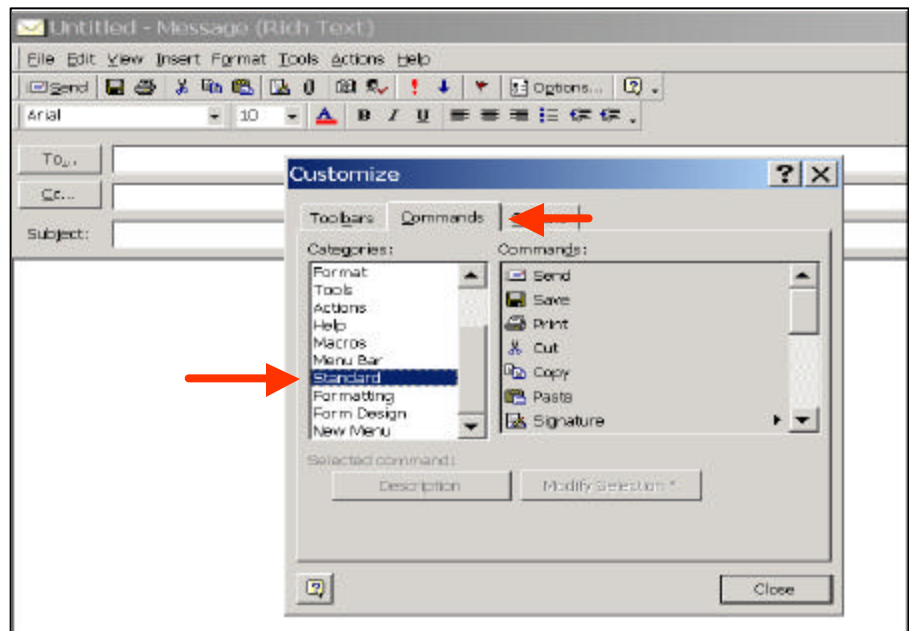 Untitled - Message (Rich Text)
File Edit View Insert Format Tools Actions Help
Send Options...
Arial 10 A B I U
To...
Cc...
Subject:
Customize
Toolbars Commands
Categories: Commands:
Format
Tools
Actions
Help
Macros
Menu Bar
Standard
Formatting
Form Design
New Menu
Send
Save
Print
Cut
Copy
Paste
Signature
Selected command:
Description Modify Selection
Close